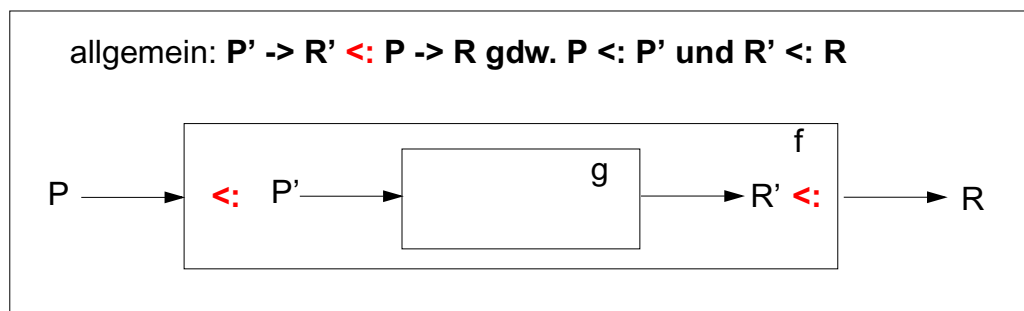 allgemein: P’ -> R’ <: P -> R gdw. P <: P’ und R’ <: R
f
g
P <: P’ R’ <: R